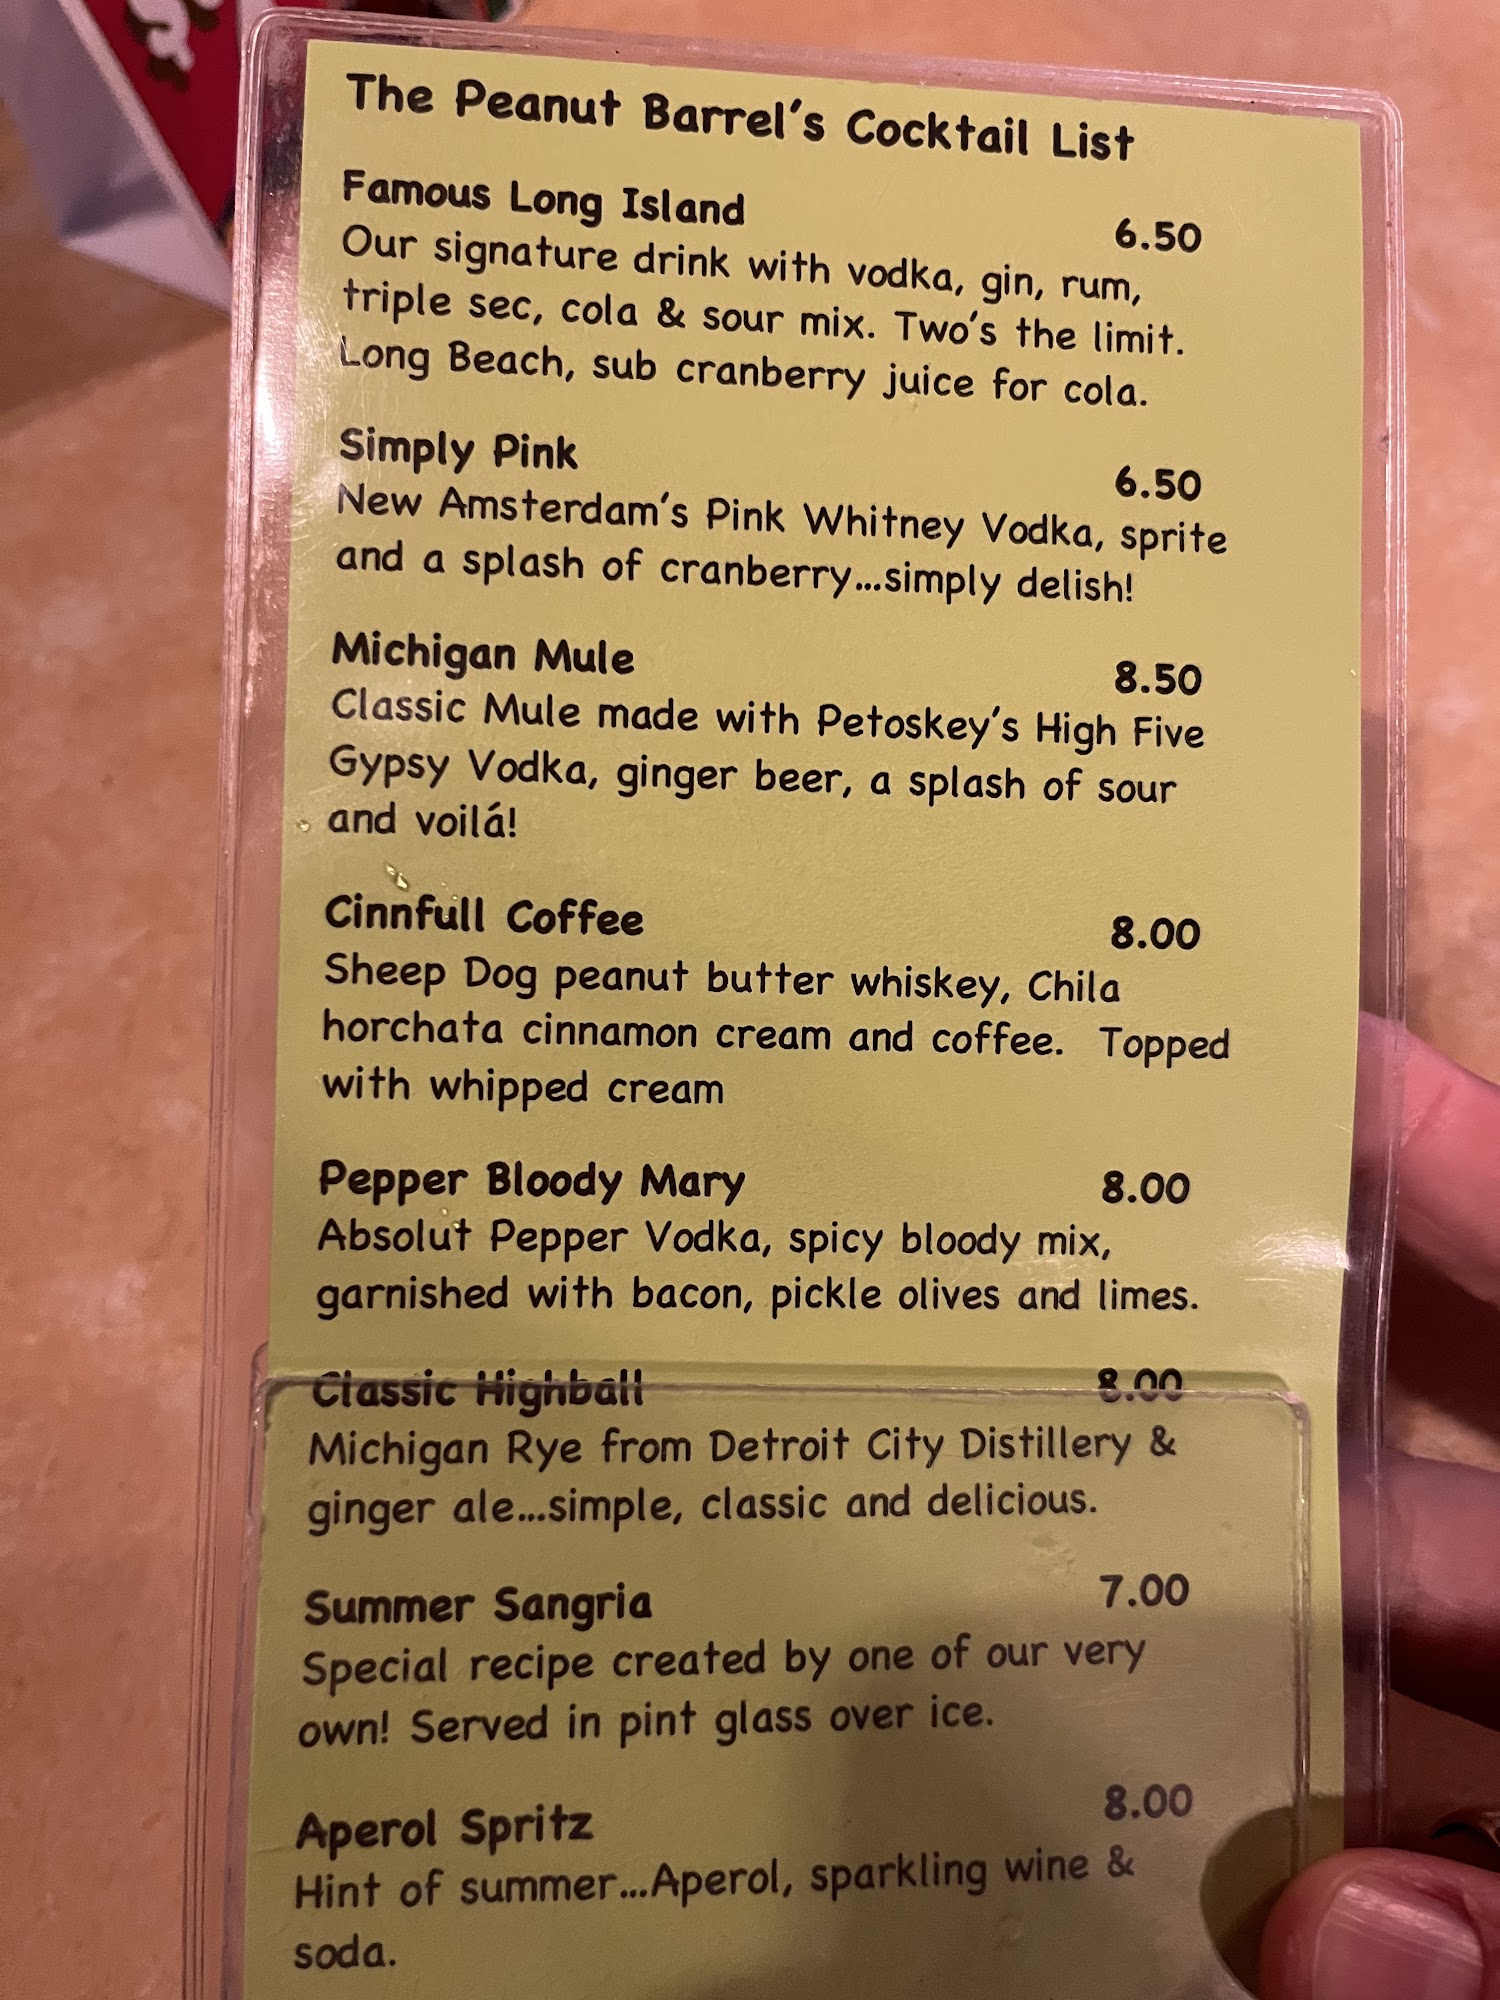 The Peanut Barrel's Cocktail List
Famous Long Island 6.50
Our signature drink with vodka, gin, rum,
triple sec, cola & sour mix. Two's the limit.
Long Beach, sub cranberry juice for cola.
Simply Pink 6.50
New Amsterdam's Pink Whitney Vodka, sprite
and a splash of cranberry...simply delish!
Michigan Mule 8.50
Classic Mule made with Petoskey's High Five
Gypsy Vodka, ginger beer, a splash of sour
and voilá!
Cinnfull Coffee 8.00
Sheep Dog peanut butter whiskey, Chila
horchata cinnamon cream and coffee. Topped
with whipped cream
Pepper Bloody Mary 8.00
Absolut Pepper Vodka, spicy bloody mix,
garnished with bacon, pickle olives and limes.
Classic Highball 8.00
Michigan Rye from Detroit City Distillery &
ginger ale...simple, classic and delicious.
Summer Sangria 7.00
Special recipe created by one of our very
own! Served in pint glass over ice.
Aperol Spritz 8.00
Hint of summer...Aperol, sparkling wine &
soda.